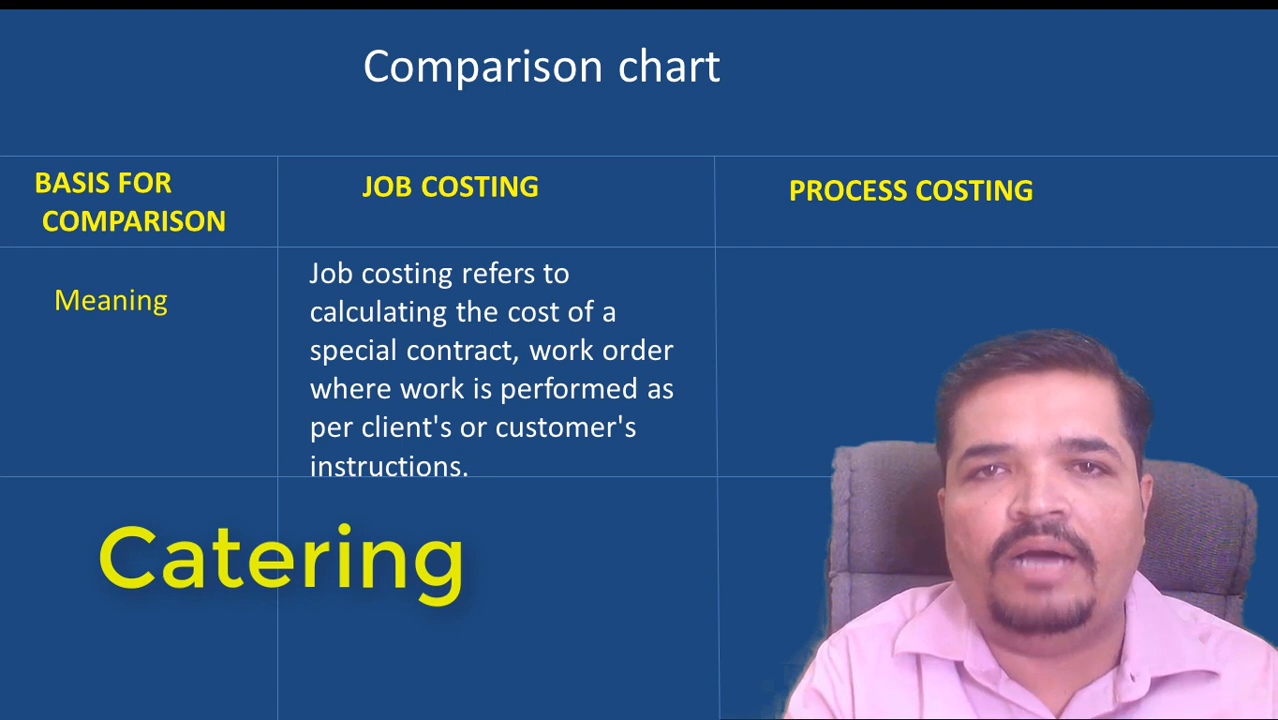 Comparison chart
BASIS FOR
COMPARISON
JOB COSTING
PROCESS COSTING
Meaning
Job costing refers to
calculating the cost of a
special contract, work order
where work is performed as
per client's or customer's
instructions.
Catering